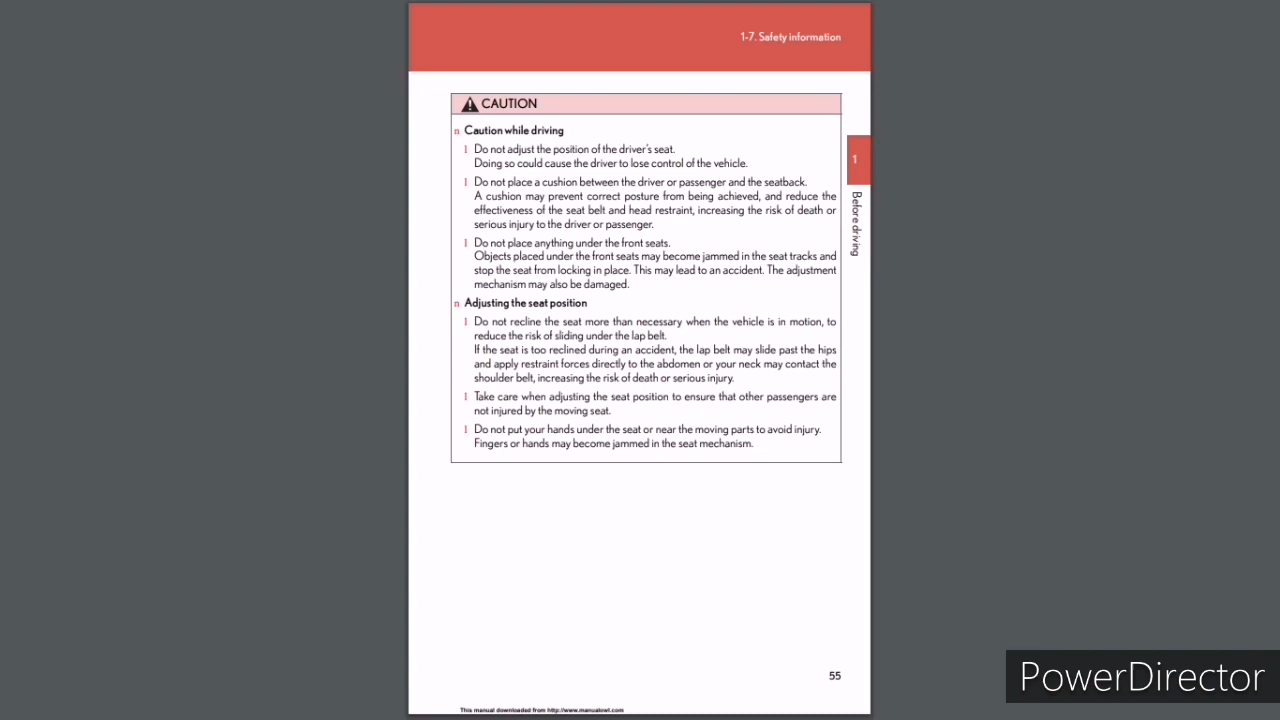 1-7. Safety information
CAUTION
n Caution while driving
l Do not adjust the position of the driver's seat.
Doing so could cause the driver to lose control of the vehicle.
l Do not place a cushion between the driver or passenger and the seatback.
A cushion may prevent correct posture from being achieved, and reduce the
effectiveness of the seat belt and head restraint, increasing the risk of death or
serious injury to the driver or passenger.
l Do not place anything under the front seats.
Objects placed under the front seats may become jammed in the seat tracks and
stop the seat from locking in place. This may lead to an accident. The adjustment
mechanism may also be damaged.
n Adjusting the seat position
l Do not recline the seat more than necessary when the vehicle is in motion, to
reduce the risk of sliding under the lap belt.
If the seat is too reclined during an accident, the lap belt may slide past the hips
and apply restraint forces directly to the abdomen or your neck may contact the
shoulder belt, increasing the risk of death or serious injury.
l Take care when adjusting the seat position to ensure that other passengers are
not injured by the moving seat.
l Do not put your hands under the seat or near the moving parts to avoid injury.
Fingers or hands may become jammed in the seat mechanism.
1
Before driving
55
This manual downloaded from http://www.manualowl.com
PowerDirector